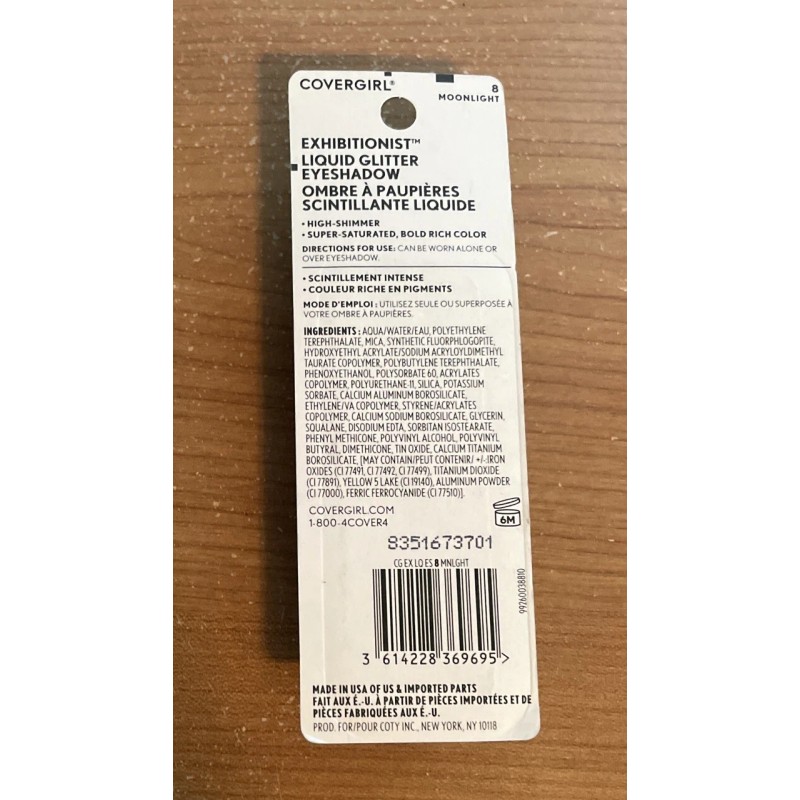 COVERGIRL®
8
MOONLIGHT
EXHIBITIONIST™
LIQUID GLITTER
EYESHADOW
OMBRE À PAUPIÈRES
SCINTILLANTE LIQUIDE
• HIGH-SHIMMER
• SUPER-SATURATED, BOLD RICH COLOR
DIRECTIONS FOR USE: CAN BE WORN ALONE OR
OVER EYESHADOW.
• SCINTILLEMENT INTENSE
• COULEUR RICHE EN PIGMENTS
MODE D'EMPLOI : UTILISEZ SEULE OU SUPERPOSÉE À
VOTRE OMBRE À PAUPIÈRES.
INGREDIENTS : AQUA/WATER/EAU, POLYETHYLENE
TEREPHTHALATE, MICA, SYNTHETIC FLUORPHLOGOPITE,
HYDROXYETHYL ACRYLATE/SODIUM ACRYLOYLDIMETHYL
TAURATE COPOLYMER, POLYBUTYLENE TEREPHTHALATE,
PHENOXYETHANOL, POLYSORBATE 60, ACRYLATES
COPOLYMER, POLYURETHANE-11, SILICA, POTASSIUM
SORBATE, CALCIUM ALUMINUM BOROSILICATE,
ETHYLENE/VA COPOLYMER, STYRENE/ACRYLATES
COPOLYMER, CALCIUM SODIUM BOROSILICATE, GLYCERIN,
SQUALANE, DISODIUM EDTA, SORBITAN ISOSTEARATE,
PHENYL METHICONE, POLYVINYL ALCOHOL, POLYVINYL
BUTYRAL, DIMETHICONE, TIN OXIDE, CALCIUM TITANIUM
BOROSILICATE, [MAY CONTAIN/PEUT CONTENIR/ +/-:IRON
OXIDES (CI 77491, CI 77492, CI 77499), TITANIUM DIOXIDE
(CI 77891), YELLOW 5 LAKE (CI 19140), ALUMINUM POWDER
(CI 77000), FERRIC FERROCYANIDE (CI 77510)].
COVERGIRL.COM
1-800-4COVER4
6M
8351673701
CG EX LQ ES 8 MNLGHT
99260038810
3 614228 369695 >
MADE IN USA OF US & IMPORTED PARTS
FAIT AUX É.-U. À PARTIR DE PIÈCES IMPORTÉES ET DE
PIÈCES FABRIQUÉES AUX É.-U.
PROD. FOR/POUR COTY INC., NEW YORK, NY 10118